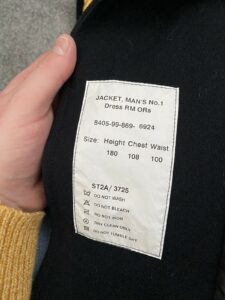 JACKET, MAN'S No.1
Dress RM ORs
8405-99-869- 6924
Size: Height Chest Waist
180 108 100
ST2A/ 3725
DO NOT WASH
DO NOT BLEACH
DO NOT IRON
DRY CLEAN ONLY
DO NOT TUMBLE DRY